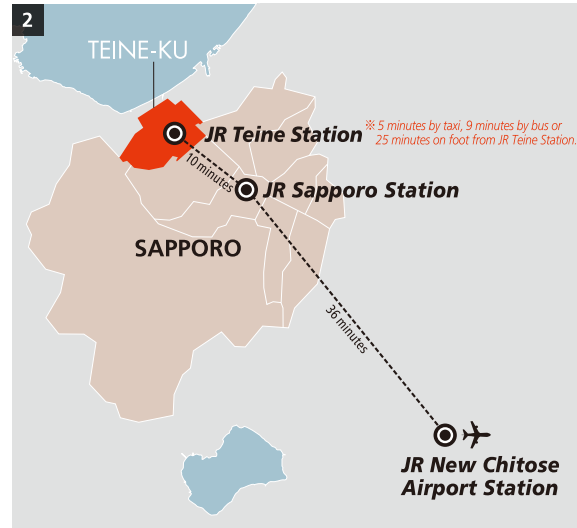 2
TEINE-KU
JR Teine Station
※ 5 minutes by taxi, 9 minutes by bus or
25 minutes on foot from JR Teine Station.
10 minutes
JR Sapporo Station
SAPPORO
36 minutes
JR New Chitose
Airport Station